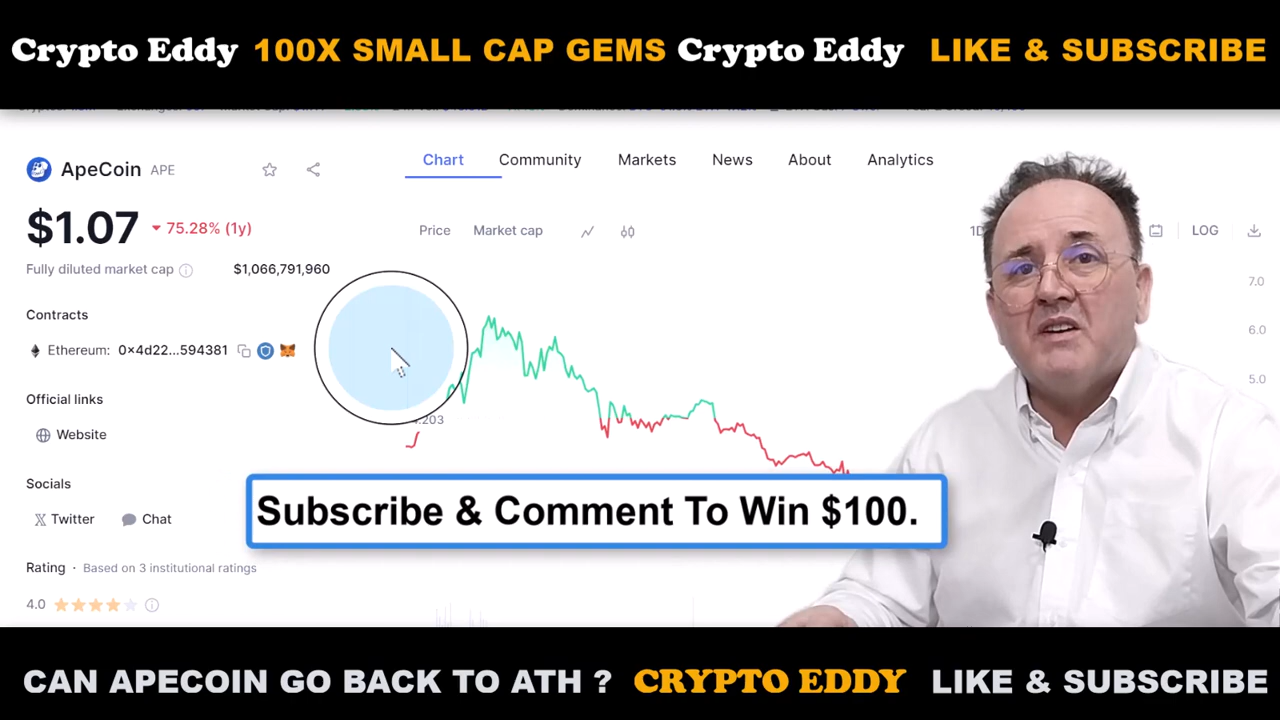 Crypto Eddy 100X SMALL CAP GEMS Crypto Eddy LIKE & SUBSCRIBE
ApeCoin APE
Chart Community Markets News About Analytics
$1.07 75.28% (1y)
Price Market cap LOG
Fully diluted market cap $1,066,791,960
7.0
Contracts
6.0
Ethereum: 0x4d22...594381
5.0
Official links
Website
Socials
Twitter Chat
Subscribe & Comment To Win $100.
Rating · Based on 3 institutional ratings
4.0
CAN APECOIN GO BACK TO ATH ? CRYPTO EDDY LIKE & SUBSCRIBE